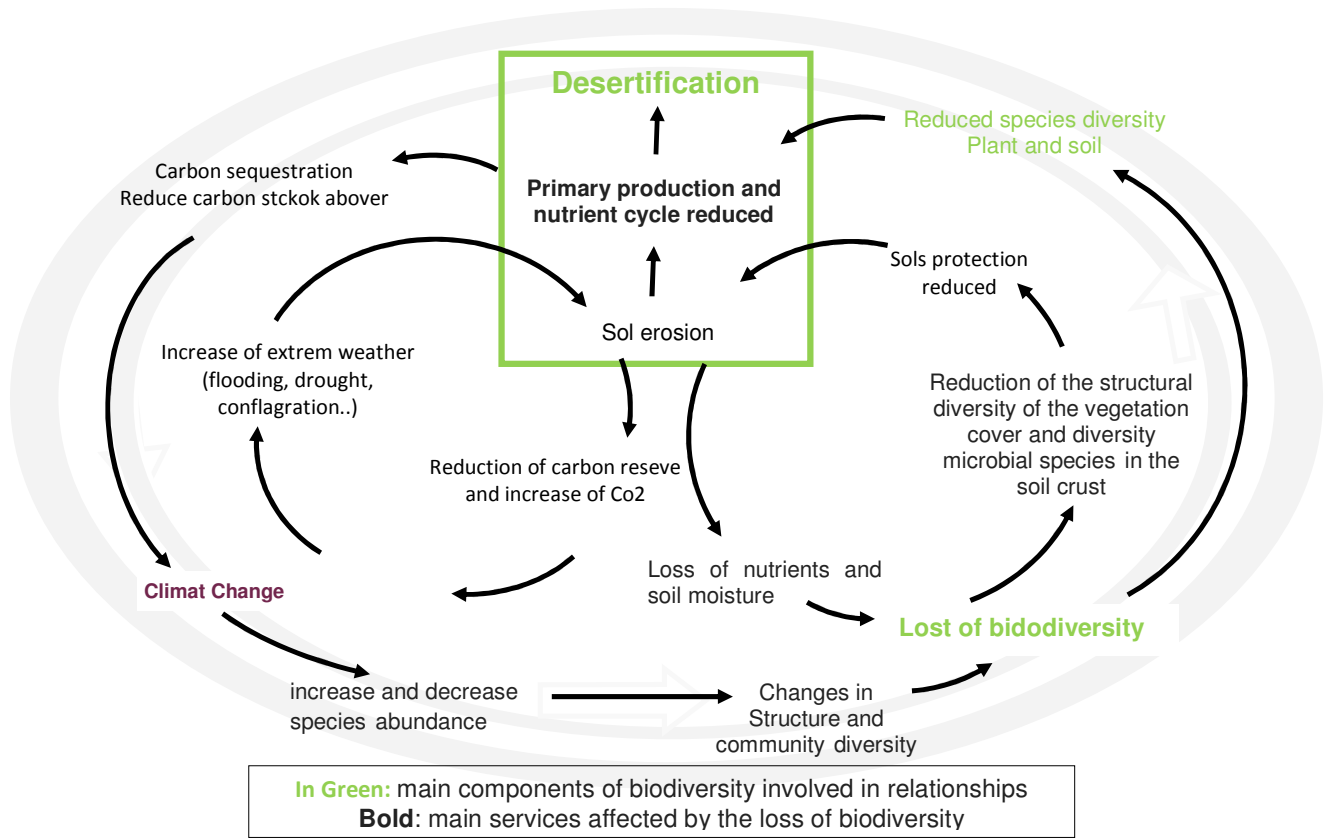 Desertification
Reduced species diversity
Plant and soil
Carbon sequestration
Reduce carbon stckok abover
Primary production and
nutrient cycle reduced
Sols protection
reduced
Sol erosion
Increase of extrem weather
(flooding, drought,
conflagration..)
Reduction of the structural
diversity of the vegetation
cover and diversity
microbial species in the
soil crust
Reduction of carbon reseve
and increase of Co2
Loss of nutrients and
soil moisture
Climat Change
Lost of bidodiversity
increase and decrease
species abundance
Changes in
Structure and
community diversity
In Green: main components of biodiversity involved in relationships
Bold: main services affected by the loss of biodiversity